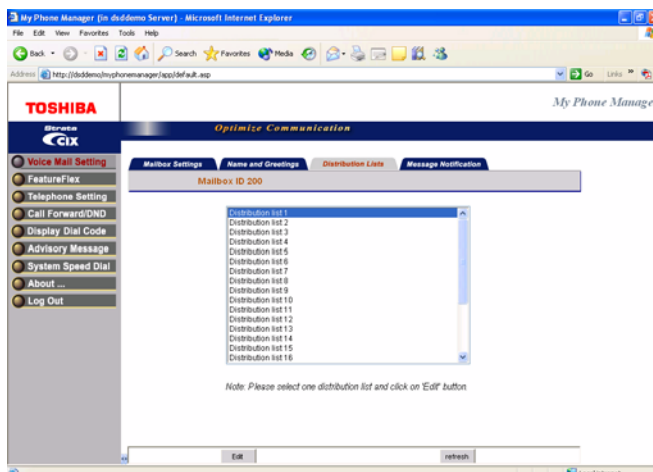 My Phone Manager (in dsddemo Server) - Microsoft Internet Explorer
File Edit View Favorites Tools Help
Back Search Favorites Media
Address http://dsddemo/myphonemanager/app/default.asp Go Links »
TOSHIBA
My Phone Manage
Strata
CIX
Optimize Communication
Voice Mail Setting
FeatureFlex
Telephone Setting
Call Forward/DND
Display Dial Code
Advisory Message
System Speed Dial
About ...
Log Out
Mailbox Settings Name and Greetings Distribution Lists Message Notification
Mailbox ID 200
Distribution list 1
Distribution list 2
Distribution list 3
Distribution list 4
Distribution list 5
Distribution list 6
Distribution list 7
Distribution list 8
Distribution list 9
Distribution list 10
Distribution list 11
Distribution list 12
Distribution list 13
Distribution list 14
Distribution list 15
Distribution list 16
Note: Please select one distribution list and click on 'Edit' button
Edit refresh